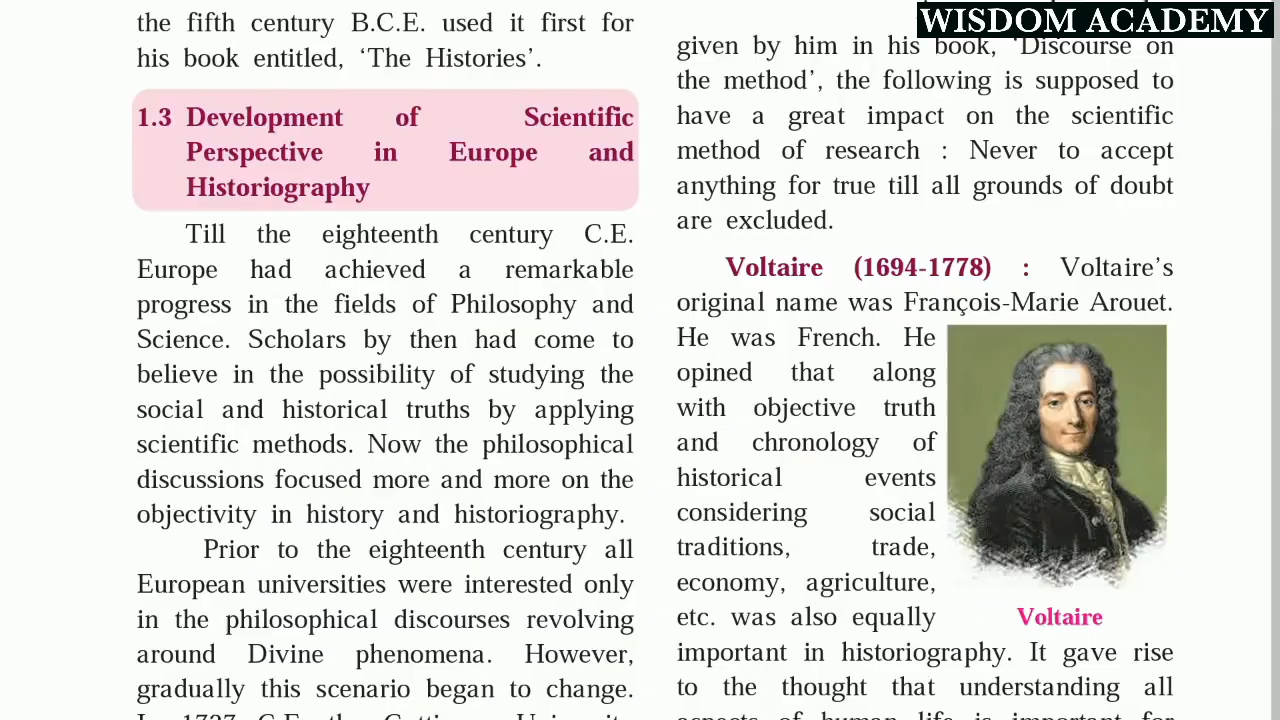 the fifth century B.C.E. used it first for
his book entitled, ‘The Histories’.
1.3 Development of Scientific
Perspective in Europe and
Historiography
Till the eighteenth century C.E.
Europe had achieved a remarkable
progress in the fields of Philosophy and
Science. Scholars by then had come to
believe in the possibility of studying the
social and historical truths by applying
scientific methods. Now the philosophical
discussions focused more and more on the
objectivity in history and historiography.
Prior to the eighteenth century all
European universities were interested only
in the philosophical discourses revolving
around Divine phenomena. However,
gradually this scenario began to change.
WISDOM ACADEMY
given by him in his book, ‘Discourse on
the method’, the following is supposed to
have a great impact on the scientific
method of research : Never to accept
anything for true till all grounds of doubt
are excluded.
Voltaire (1694-1778) : Voltaire’s
original name was François-Marie Arouet.
He was French. He
opined that along
with objective truth
and chronology of
historical events
considering social
traditions, trade,
economy, agriculture,
etc. was also equally
Voltaire
important in historiography. It gave rise
to the thought that understanding all
aspects of human life is important for